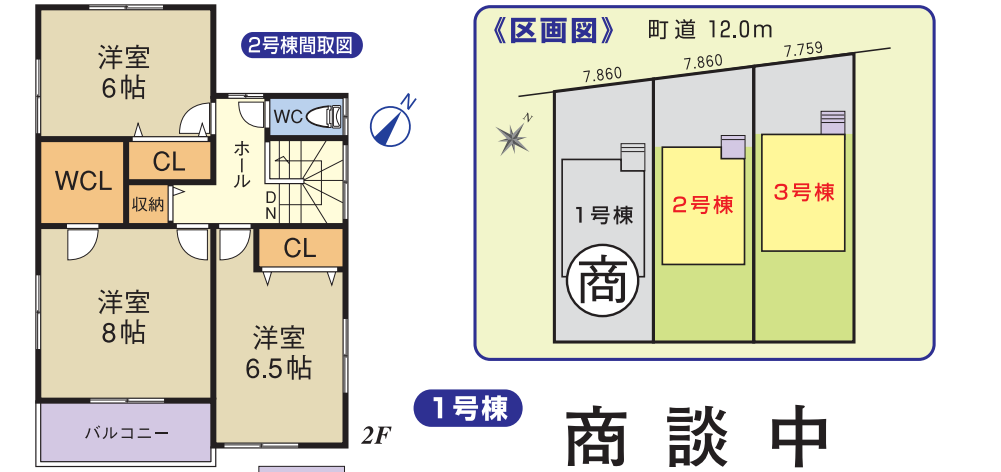 2号棟間取図
洋室
6帖
WC
N
ホール
CL
WCL
収納
DN
CL
洋室
8帖
洋室
6.5帖
バルコニー
2F
《区画図》 町道 12.0m
7.860
7.860
7.759
N
1号棟
2号棟
3号棟
商
1号棟
商談中